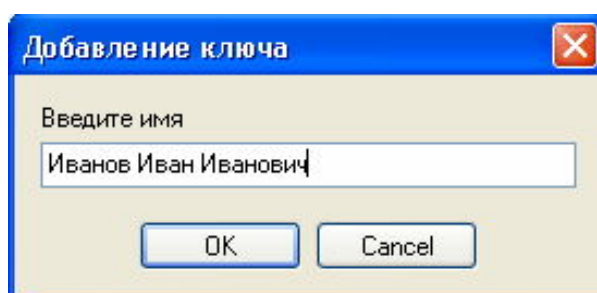 Добавление ключа
Введите имя
Иванов Иван Иванович
OK
Cancel